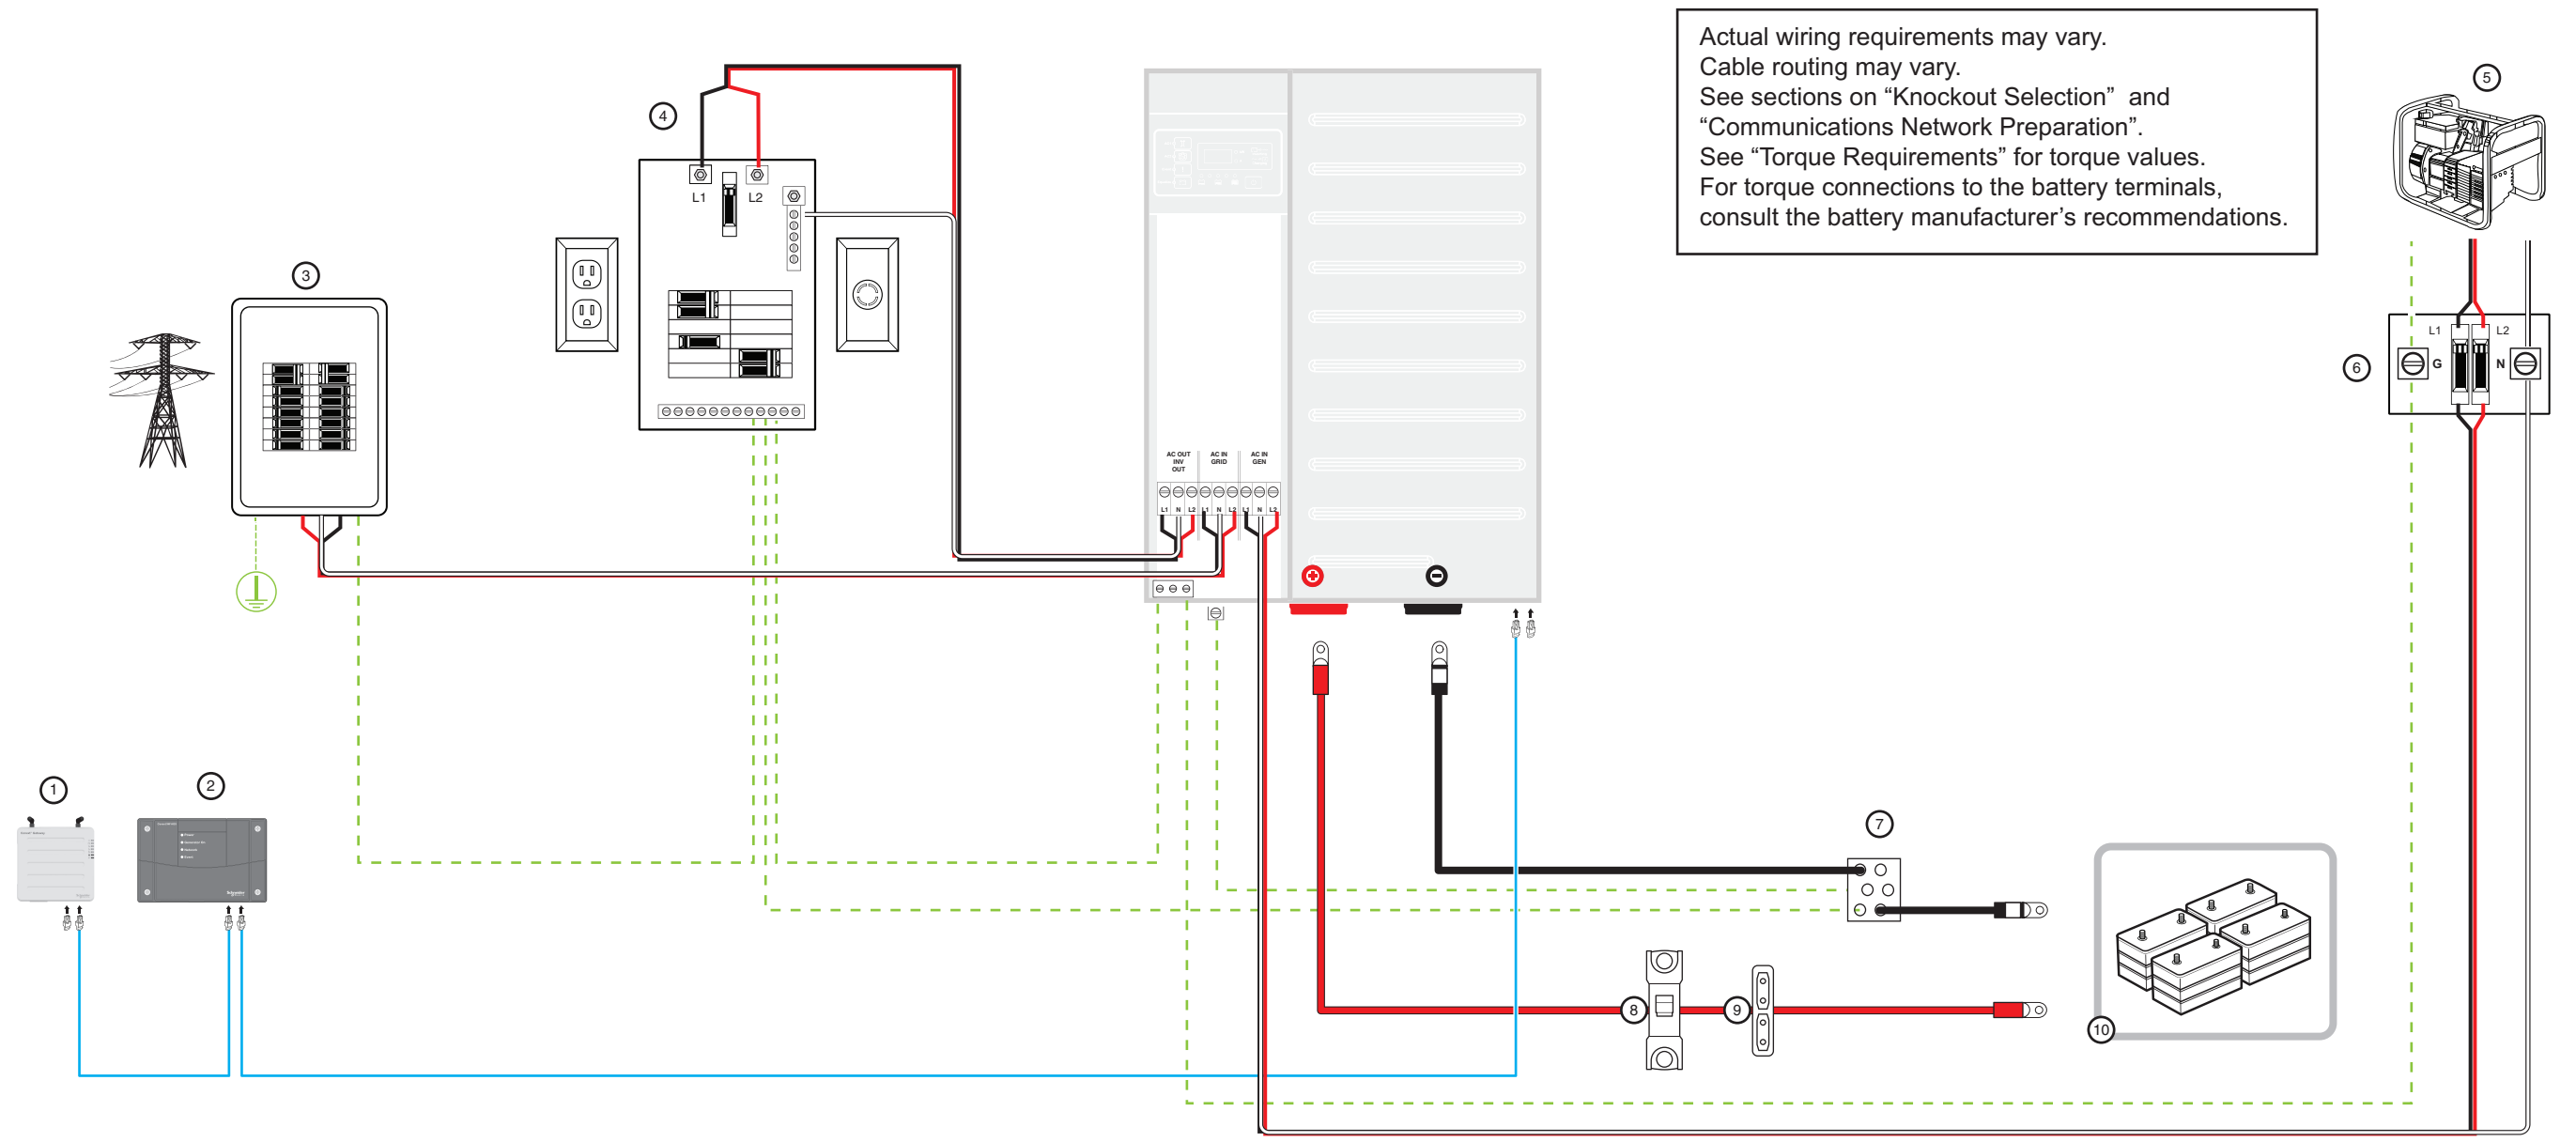 Actual wiring requirements may vary.
Cable routing may vary.
See sections on “Knockout Selection” and
“Communications Network Preparation”.
See “Torque Requirements” for torque values.
For torque connections to the battery terminals,
consult the battery manufacturer’s recommendations.
5
4
L1 L2
3
L1 L2
6
G N
AC OUT
INV
OUT
AC IN
GRID
AC IN
GEN
L1 N L2 L1 N L2 L1 N L2
1
2
Schneider
7
8
9
10